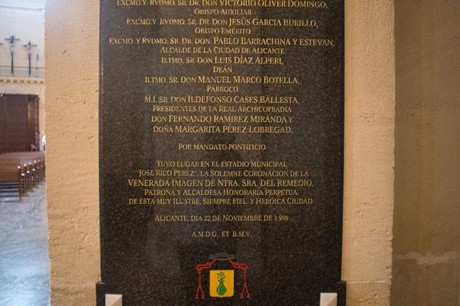 EXCMO Y RVDMO. SR. DR. DON VICTORIO OLIVER DOMINGO,
OBISPO AUXILIAR
EXCMO Y RVDMO. SR. DR. DON JESÚS GARCÍA BURILLO,
OBISPO EMÉRITO
EXCMO Y RVDMO. SR. DR. DON PABLO BARRACHINA Y ESTEVAN,
ALCALDE DE LA CIUDAD DE ALICANTE
ILTMO. SR. DON LUÍS DÍAZ ALPERI,
DEÁN
ILTMO. SR. DON MANUEL MARCO BOTELLA,
PÁRROCO
M.I. SR. DON ILDEFONSO CASES BALLESTA,
PRESIDENTES DE LA REAL ARCHICOFRADÍA
DON FERNANDO RAMÍREZ MIRANDA Y
DOÑA MARGARITA PÉREZ LOBREGAD.
POR MANDATO PONTIFICIO
TUVO LUGAR EN EL ESTADIO MUNICIPAL
"JOSÉ RICO PÉREZ", LA SOLEMNE CORONACIÓN DE LA
VENERADA IMAGEN DE NTRA. SRA. DEL REMEDIO,
PATRONA Y ALCALDESA HONORARIA PERPETUA,
DE ESTA MUY ILUSTRE, SIEMPRE FIEL Y HEROICA CIUDAD
ALICANTE, DIA 22 DE NOVIEMBRE DE 1.998
A.M.D.G. ET B.M.V.